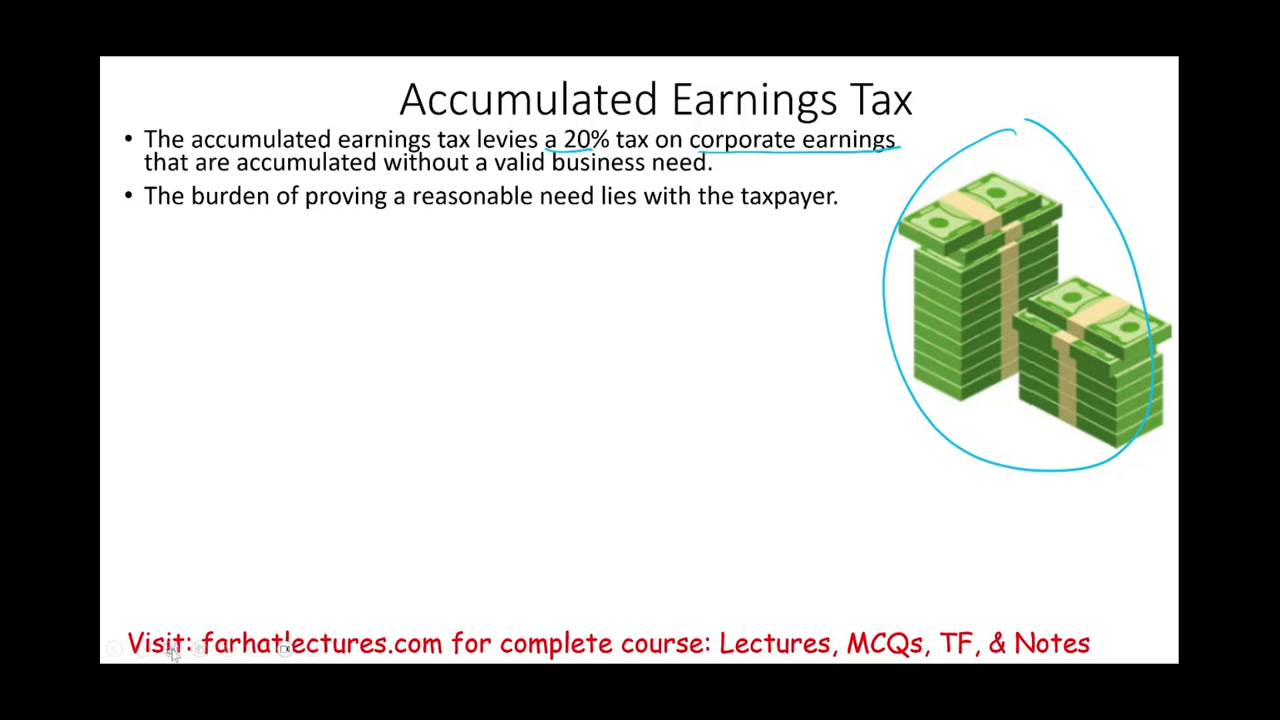 Accumulated Earnings Tax
• The accumulated earnings tax levies a 20% tax on corporate earnings
that are accumulated without a valid business need.
• The burden of proving a reasonable need lies with the taxpayer.
Visit: farhatlectures.com for complete course: Lectures, MCQs, TF, & Notes